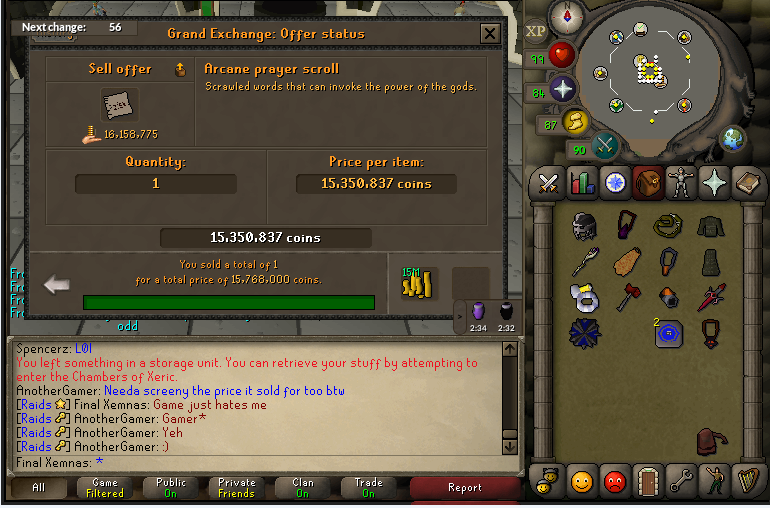 Next change: 56
Grand Exchange: Offer status
Sell offer
Arcane prayer scroll
Scrawled words that can invoke the power of the gods.
16,158,775
Quantity:
Price per item:
1
15,350,837 coins
15,350,837 coins
You sold a total of 1
for a total price of 15,768,000 coins.
15M
2:34
2:32
odd
XP
99
84
87
90
2
Spencerz: L0l
You left something in a storage unit. You can retrieve your stuff by attempting to
enter the Chambers of Xeric.
AnotherGamer: Needa screeny the price it sold for too btw
[Raids] Final Xemnas: Game just hates me
[Raids] AnotherGamer: Gamer*
[Raids] AnotherGamer: Yeh
[Raids] AnotherGamer: :)
Final Xemnas: *
All
Game
Filtered
Public
On
Private
Friends
Clan
On
Trade
On
Report